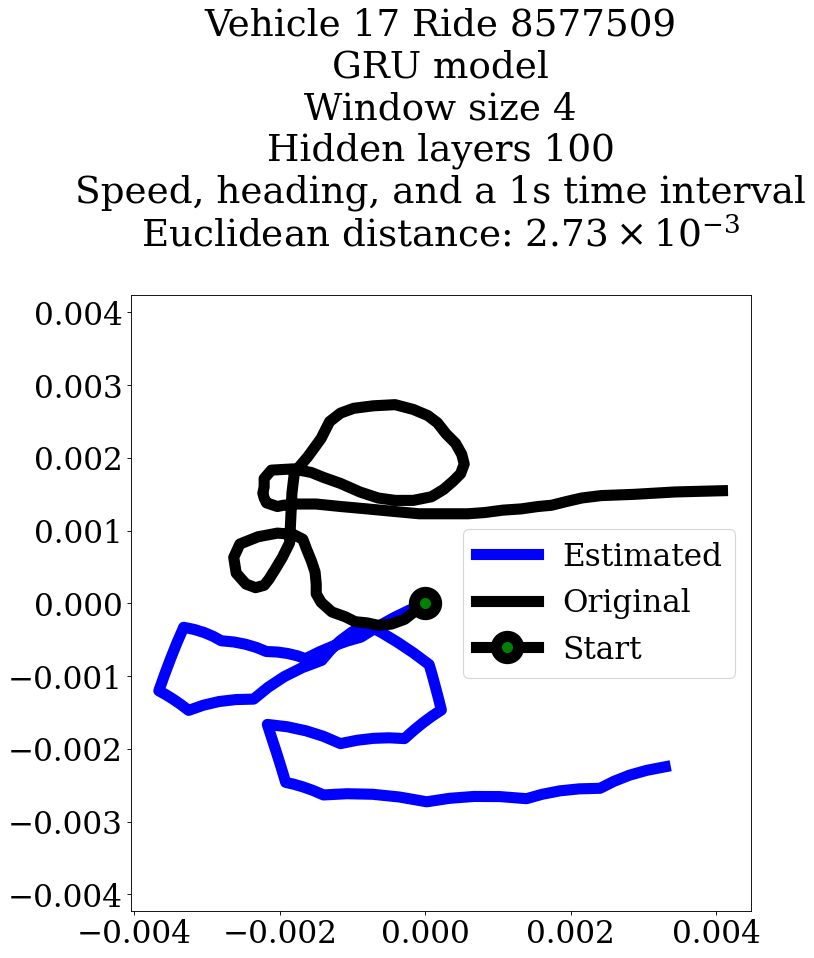 Vehicle 17 Ride 8577509
GRU model
Window size 4
Hidden layers 100
Speed, heading, and a 1s time interval
Euclidean distance: 2.73 × 10⁻³
0.004
0.003
0.002
0.001
0.000
−0.001
−0.002
−0.003
−0.004
Estimated
Original
Start
−0.004 −0.002 0.000 0.002 0.004